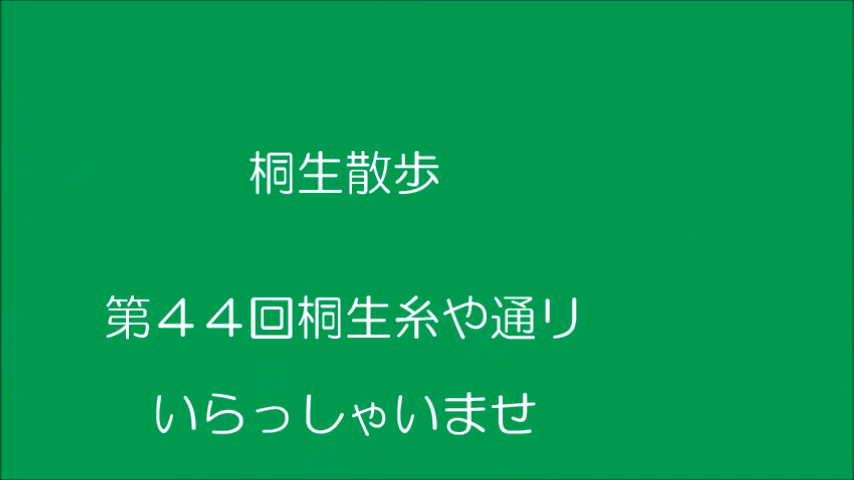 桐生散歩
第４４回桐生糸や通り
いらっしゃいませ